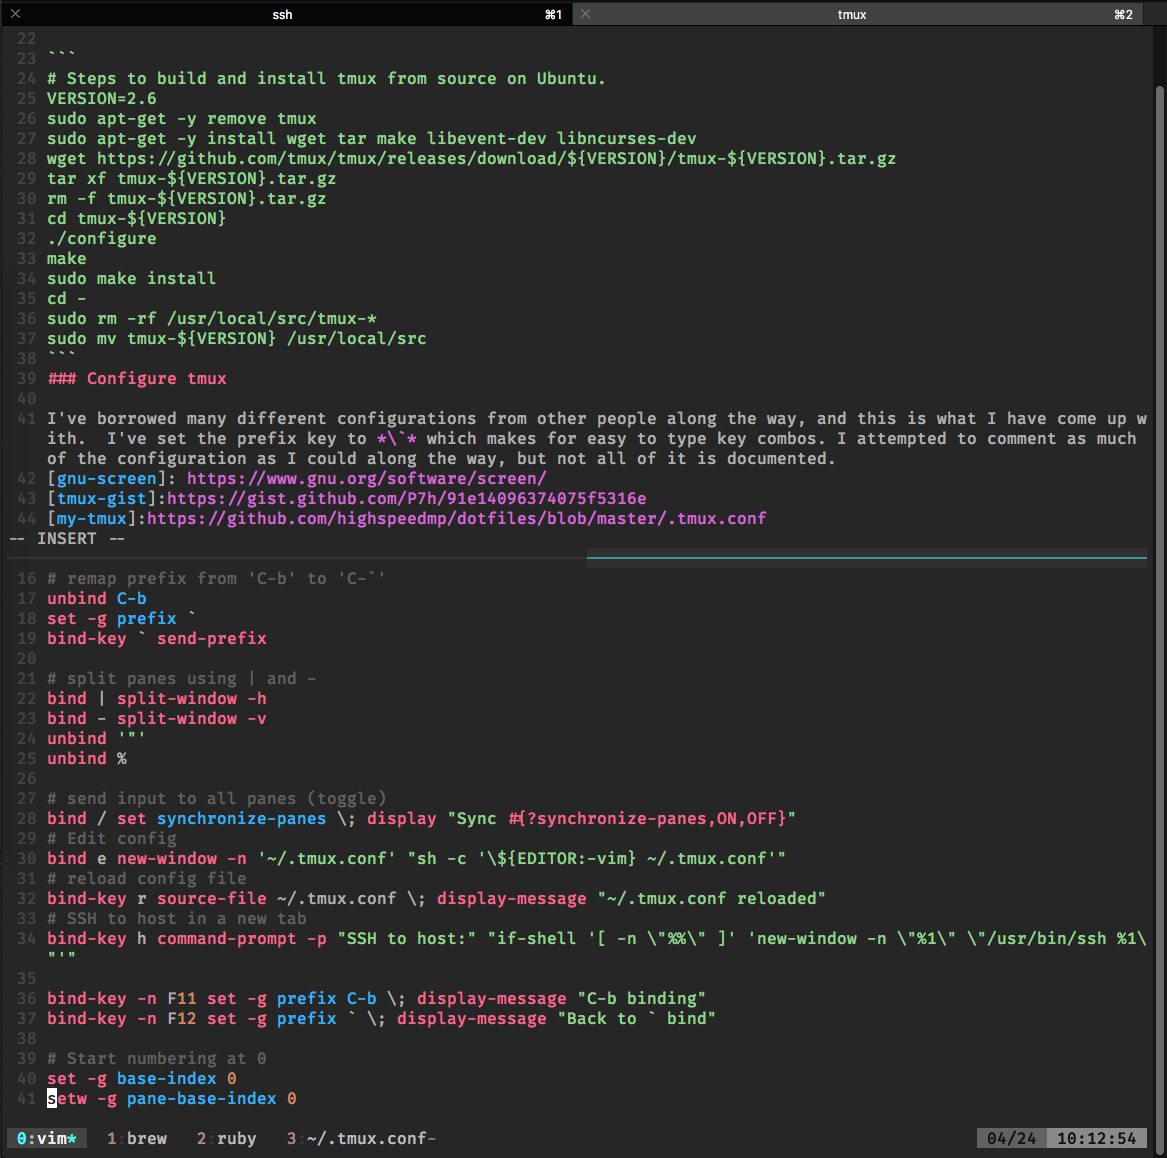 ssh ⌘1 tmux ⌘2
22
23 ```
24 # Steps to build and install tmux from source on Ubuntu.
25 VERSION=2.6
26 sudo apt-get -y remove tmux
27 sudo apt-get -y install wget tar make libevent-dev libncurses-dev
28 wget https://github.com/tmux/tmux/releases/download/${VERSION}/tmux-${VERSION}.tar.gz
29 tar xf tmux-${VERSION}.tar.gz
30 rm -f tmux-${VERSION}.tar.gz
31 cd tmux-${VERSION}
32 ./configure
33 make
34 sudo make install
35 cd -
36 sudo rm -rf /usr/local/src/tmux-*
37 sudo mv tmux-${VERSION} /usr/local/src
38 ```
39 ### Configure tmux
40
41 I've borrowed many different configurations from other people along the way, and this is what I have come up w
ith.  I've set the prefix key to *\`* which makes for easy to type key combos. I attempted to comment as much
of the configuration as I could along the way, but not all of it is documented.
42 [gnu-screen]: https://www.gnu.org/software/screen/
43 [tmux-gist]:https://gist.github.com/P7h/91e14096374075f5316e
44 [my-tmux]:https://github.com/highspeedmp/dotfiles/blob/master/.tmux.conf
-- INSERT --
16 # remap prefix from 'C-b' to 'C-`'
17 unbind C-b
18 set -g prefix `
19 bind-key ` send-prefix
20
21 # split panes using | and -
22 bind | split-window -h
23 bind - split-window -v
24 unbind '"'
25 unbind %
26
27 # send input to all panes (toggle)
28 bind / set synchronize-panes \; display "Sync #{?synchronize-panes,ON,OFF}"
29 # Edit config
30 bind e new-window -n '~/.tmux.conf' "sh -c '\${EDITOR:-vim} ~/.tmux.conf'"
31 # reload config file
32 bind-key r source-file ~/.tmux.conf \; display-message "~/.tmux.conf reloaded"
33 # SSH to host in a new tab
34 bind-key h command-prompt -p "SSH to host:" "if-shell '[ -n \"%%\" ]' 'new-window -n \"%1\" \"/usr/bin/ssh %1\
"'"
35
36 bind-key -n F11 set -g prefix C-b \; display-message "C-b binding"
37 bind-key -n F12 set -g prefix ` \; display-message "Back to ` bind"
38
39 # Start numbering at 0
40 set -g base-index 0
41 setw -g pane-base-index 0
0:vim* 1:brew 2:ruby 3:~/.tmux.conf- 04/24 10:12:54